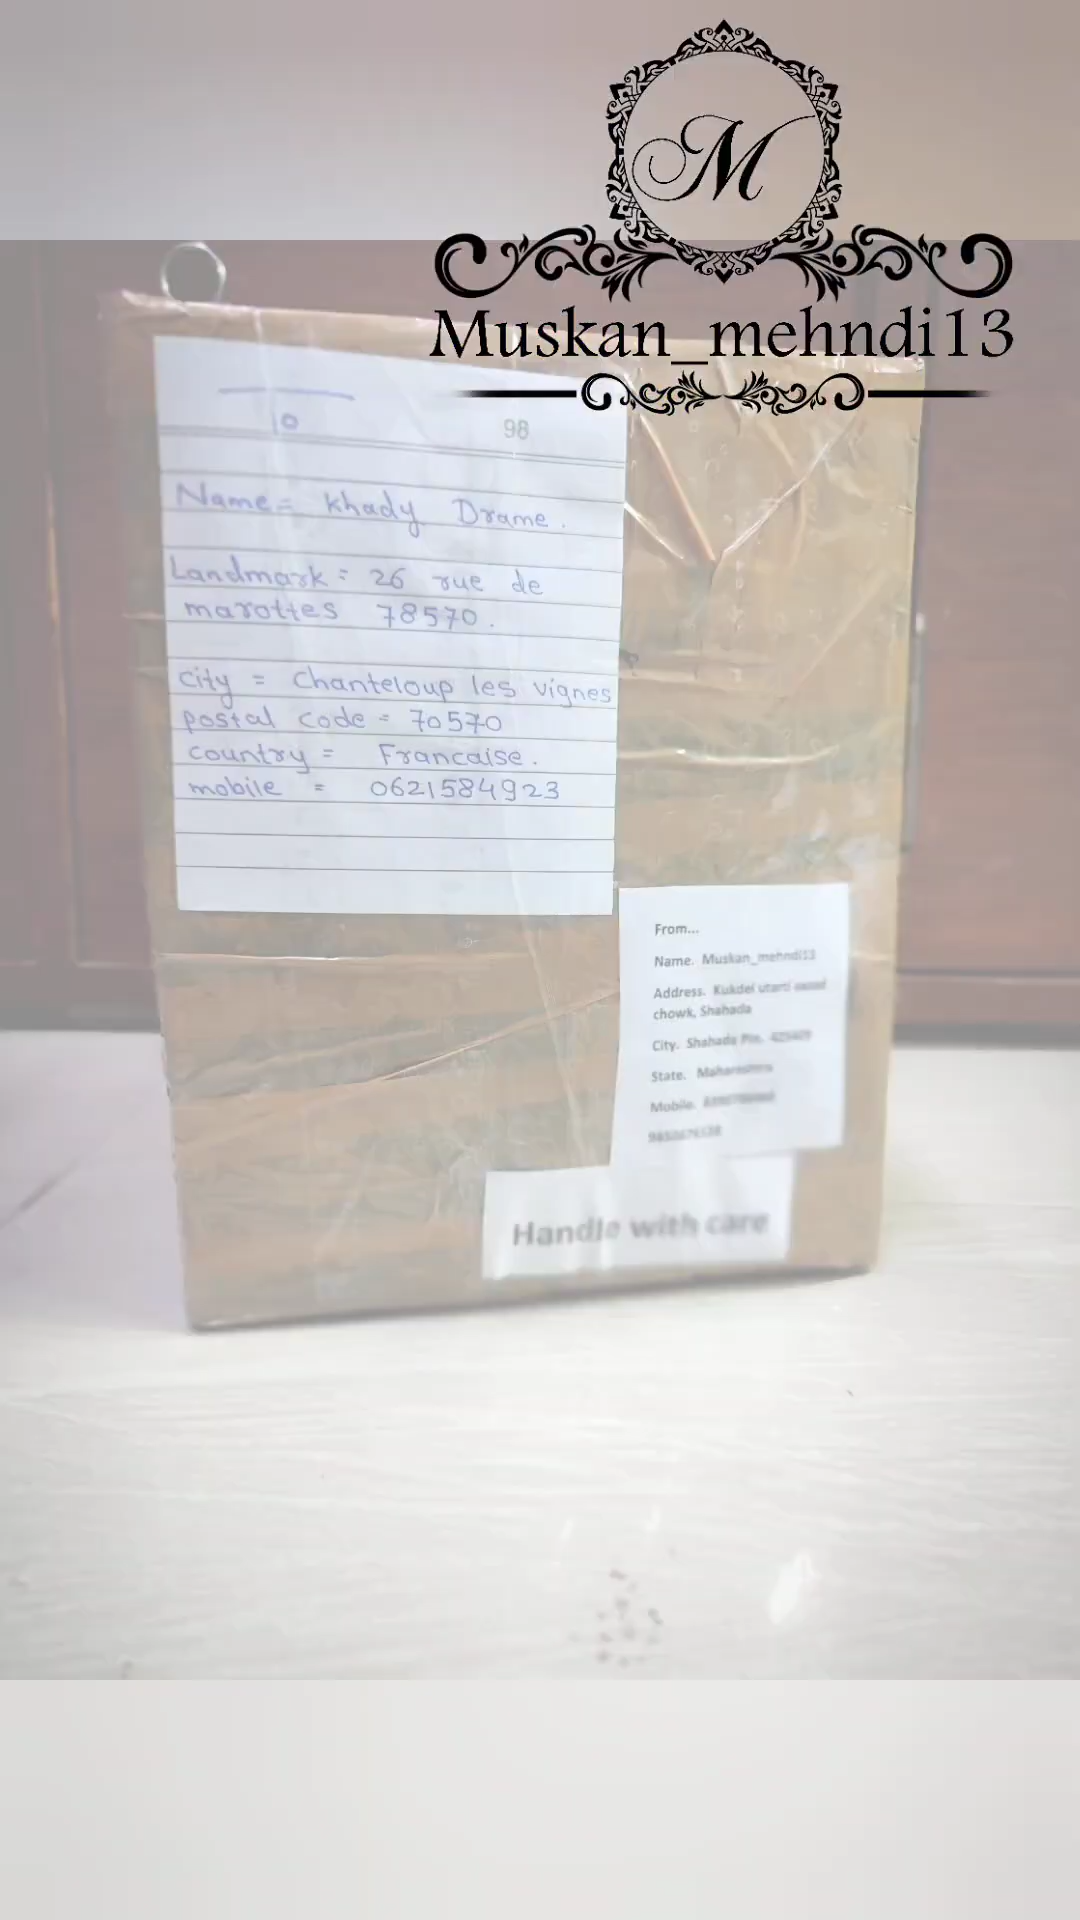 M
Muskan_mehndi13
10
98
Name = Khady Drame.
Landmark = 26 rue de
marottes 78570.
City = Chanteloup les vignes
postal code = 70570
country = Francaise.
mobile = 0621584923
From...
Name. Muskan_mehndi13
Address. Kukdel utarti
chowk, Shahada
City. Shahada Pin.
State. Maharashtra
Mobile.
Handle with care